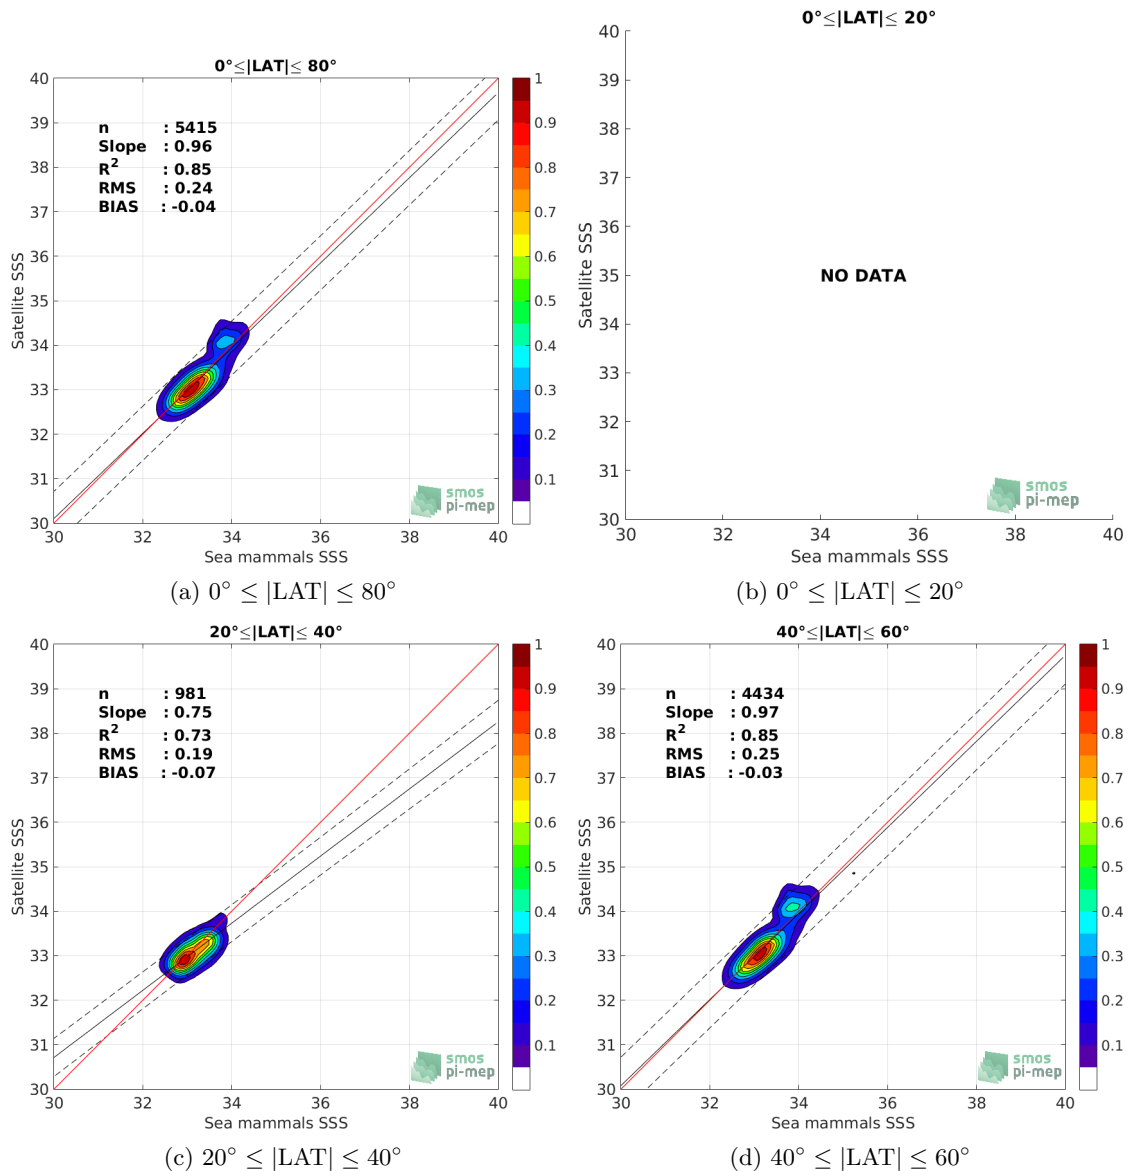 0°≤|LAT|≤ 80°
40
39
38
37
36
35
34
33
32
31
30
Satellite SSS
n : 5415
Slope : 0.96
R² : 0.85
RMS : 0.24
BIAS : -0.04
smos
pi-mep
30 32 34 36 38 40
Sea mammals SSS
1
0.9
0.8
0.7
0.6
0.5
0.4
0.3
0.2
0.1
(a) 0° ≤ |LAT| ≤ 80°
0°≤|LAT|≤ 20°
40
39
38
37
36
35
34
33
32
31
30
Satellite SSS
NO DATA
smos
pi-mep
30 32 34 36 38 40
Sea mammals SSS
(b) 0° ≤ |LAT| ≤ 20°
20°≤|LAT|≤ 40°
40
39
38
37
36
35
34
33
32
31
30
Satellite SSS
n : 981
Slope : 0.75
R² : 0.73
RMS : 0.19
BIAS : -0.07
smos
pi-mep
30 32 34 36 38 40
Sea mammals SSS
1
0.9
0.8
0.7
0.6
0.5
0.4
0.3
0.2
0.1
(c) 20° ≤ |LAT| ≤ 40°
40°≤|LAT|≤ 60°
40
39
38
37
36
35
34
33
32
31
30
Satellite SSS
n : 4434
Slope : 0.97
R² : 0.85
RMS : 0.25
BIAS : -0.03
smos
pi-mep
30 32 34 36 38 40
Sea mammals SSS
1
0.9
0.8
0.7
0.6
0.5
0.4
0.3
0.2
0.1
(d) 40° ≤ |LAT| ≤ 60°